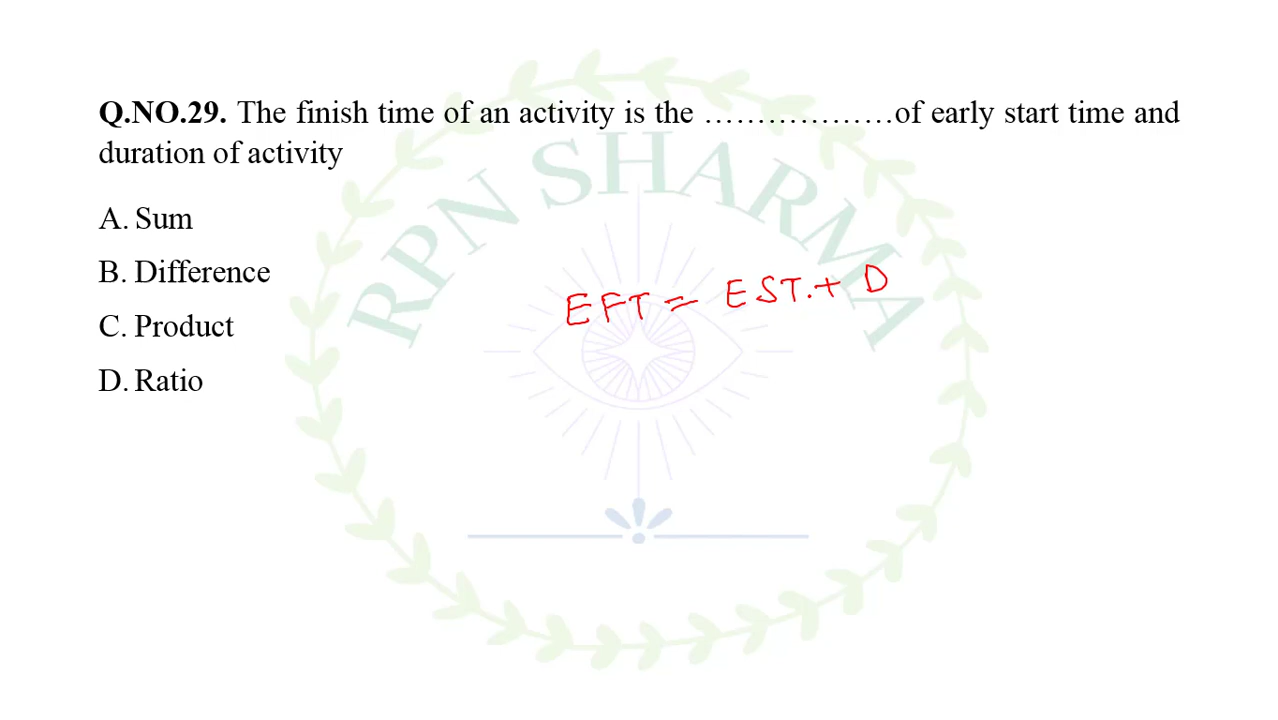 Q.NO.29. The finish time of an activity is the ………………of early start time and
duration of activity
A. Sum
B. Difference
C. Product
D. Ratio
EFT = EST.+ D
RPN SHARMA